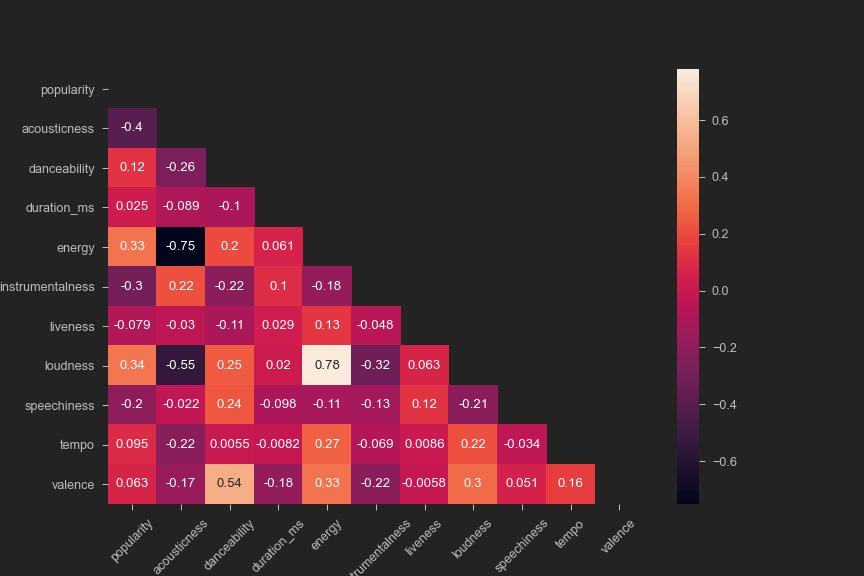 popularity
acousticness -0.4
danceability 0.12 -0.26
duration_ms 0.025 -0.089 -0.1
energy 0.33 -0.75 0.2 0.061
instrumentalness -0.3 0.22 -0.22 0.1 -0.18
liveness -0.079 -0.03 -0.11 0.029 0.13 -0.048
loudness 0.34 -0.55 0.25 0.02 0.78 -0.32 0.063
speechiness -0.2 -0.022 0.24 -0.098 -0.11 -0.13 0.12 -0.21
tempo 0.095 -0.22 0.0055 -0.0082 0.27 -0.069 0.0086 0.22 -0.034
valence 0.063 -0.17 0.54 -0.18 0.33 -0.22 -0.0058 0.3 0.051 0.16
popularity acousticness danceability duration_ms energy trumentalness liveness loudness speechiness tempo valence
0.6
0.4
0.2
0.0
−0.2
−0.4
−0.6